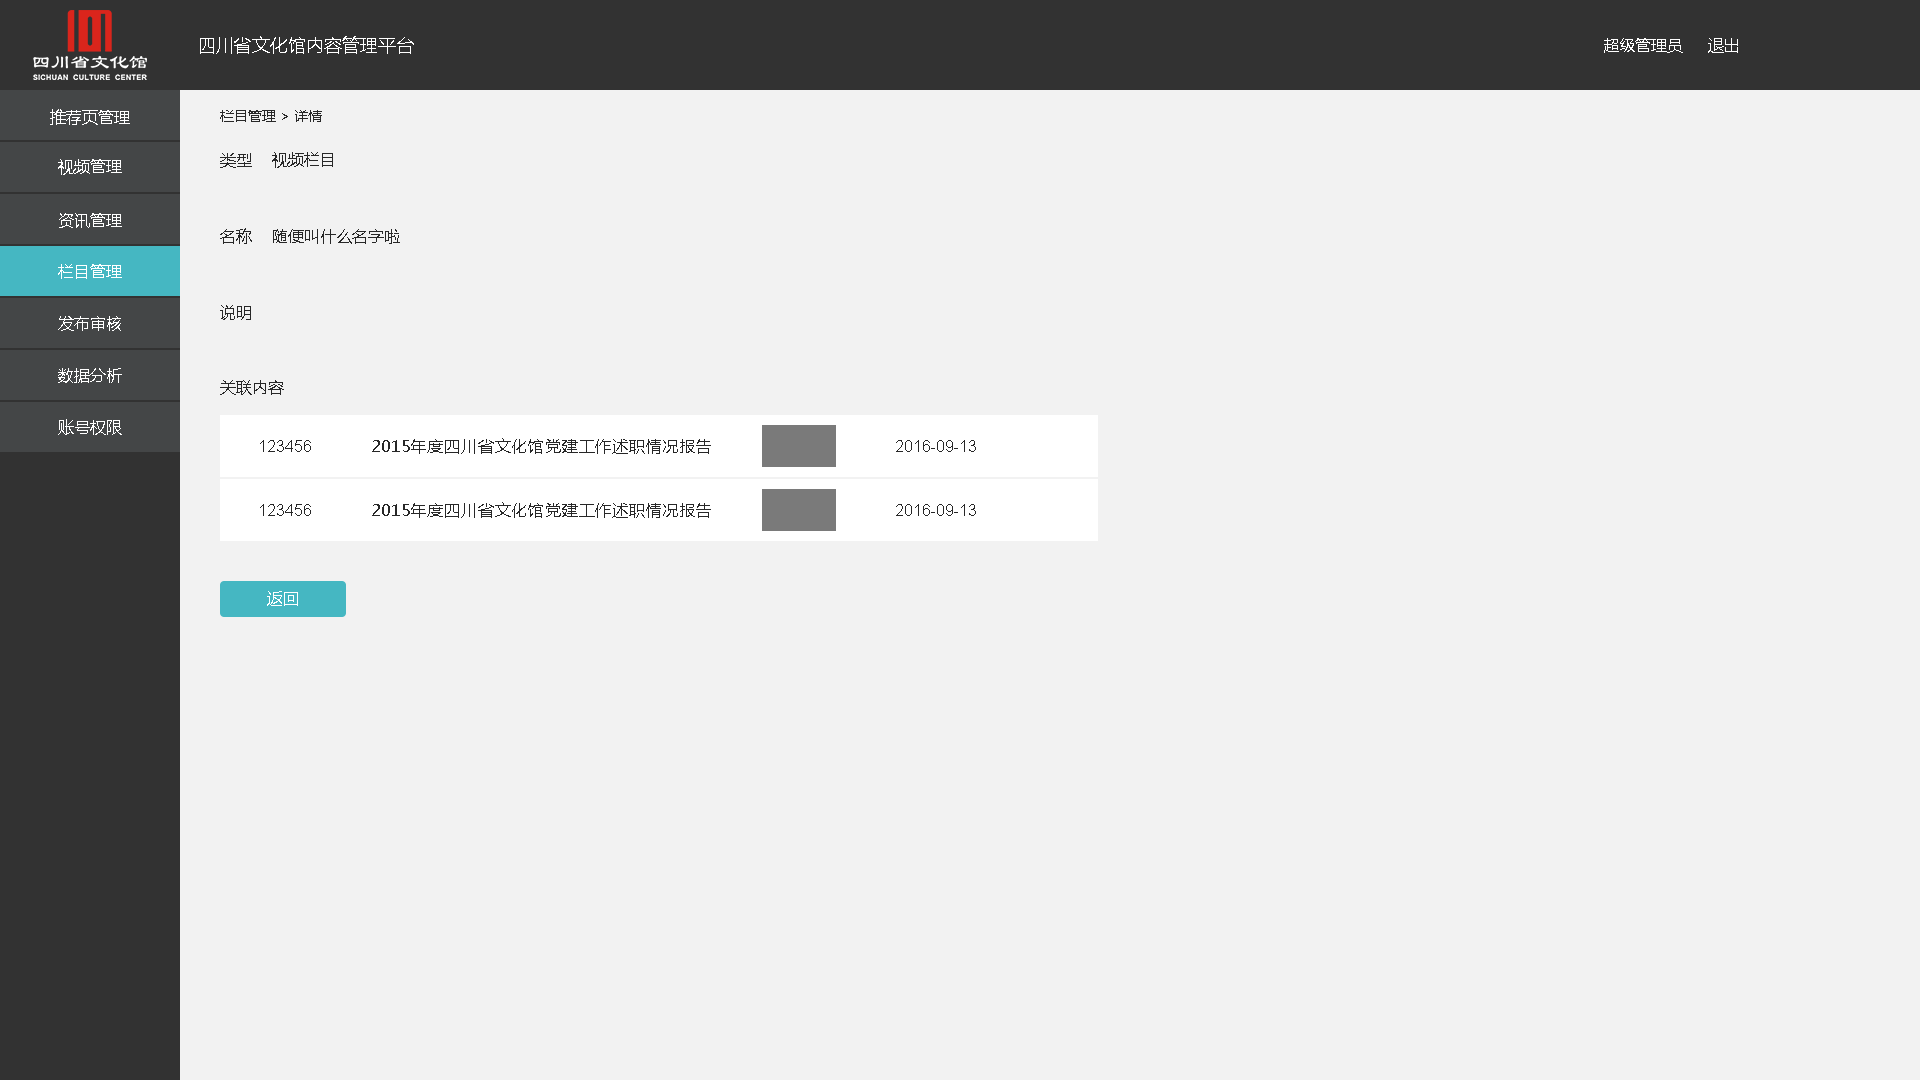 四川省文化馆
SICHUAN CULTURE CENTER
四川省文化馆内容管理平台
超级管理员 退出
推荐页管理
视频管理
资讯管理
栏目管理
发布审核
数据分析
账号权限
栏目管理 > 详情
类型 视频栏目
名称 随便叫什么名字啦
说明
关联内容
123456 2015年度四川省文化馆党建工作述职情况报告 2016-09-13
123456 2015年度四川省文化馆党建工作述职情况报告 2016-09-13
返回